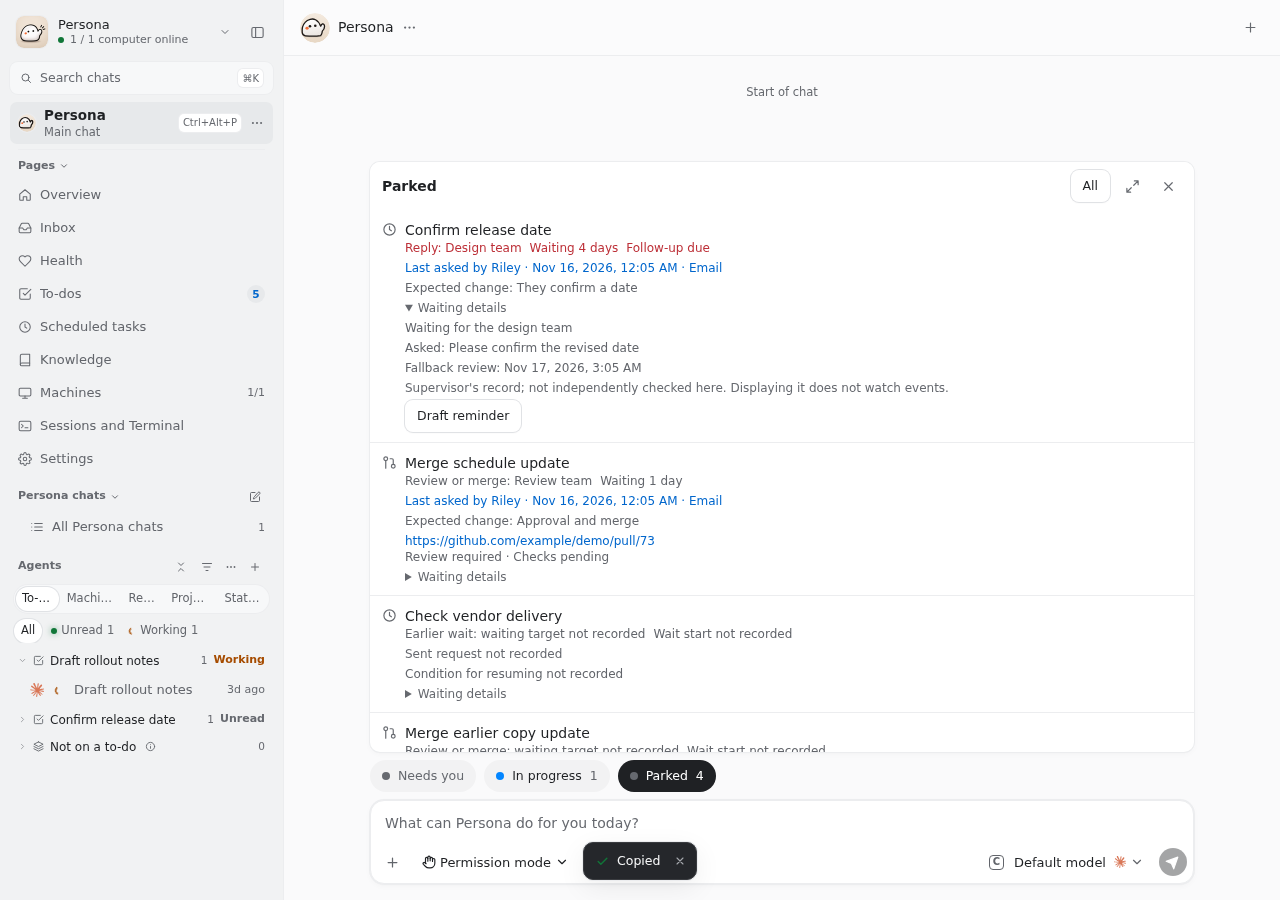 Persona
1 / 1 computer online
Search chats
⌘K
Persona
Main chat
Ctrl+Alt+P
Pages
Overview
Inbox
Health
To-dos
5
Scheduled tasks
Knowledge
Machines
1/1
Sessions and Terminal
Settings
Persona chats
All Persona chats
1
Agents
To-…
Machi…
Re…
Proj…
Stat…
All
Unread 1
Working 1
Draft rollout notes
1 Working
Draft rollout notes
3d ago
Confirm release date
1 Unread
Not on a to-do
0
Persona
Start of chat
Parked
All
Confirm release date
Reply: Design team Waiting 4 days Follow-up due
Last asked by Riley · Nov 16, 2026, 12:05 AM · Email
Expected change: They confirm a date
Waiting details
Waiting for the design team
Asked: Please confirm the revised date
Fallback review: Nov 17, 2026, 3:05 AM
Supervisor's record; not independently checked here. Displaying it does not watch events.
Draft reminder
Merge schedule update
Review or merge: Review team Waiting 1 day
Last asked by Riley · Nov 16, 2026, 12:05 AM · Email
Expected change: Approval and merge
https://github.com/example/demo/pull/73
Review required · Checks pending
Waiting details
Check vendor delivery
Earlier wait: waiting target not recorded Wait start not recorded
Sent request not recorded
Condition for resuming not recorded
Waiting details
Merge earlier copy update
Review or merge: waiting target not recorded Wait start not recorded
Needs you
In progress 1
Parked 4
What can Persona do for you today?
Permission mode
Copied
C
Default model